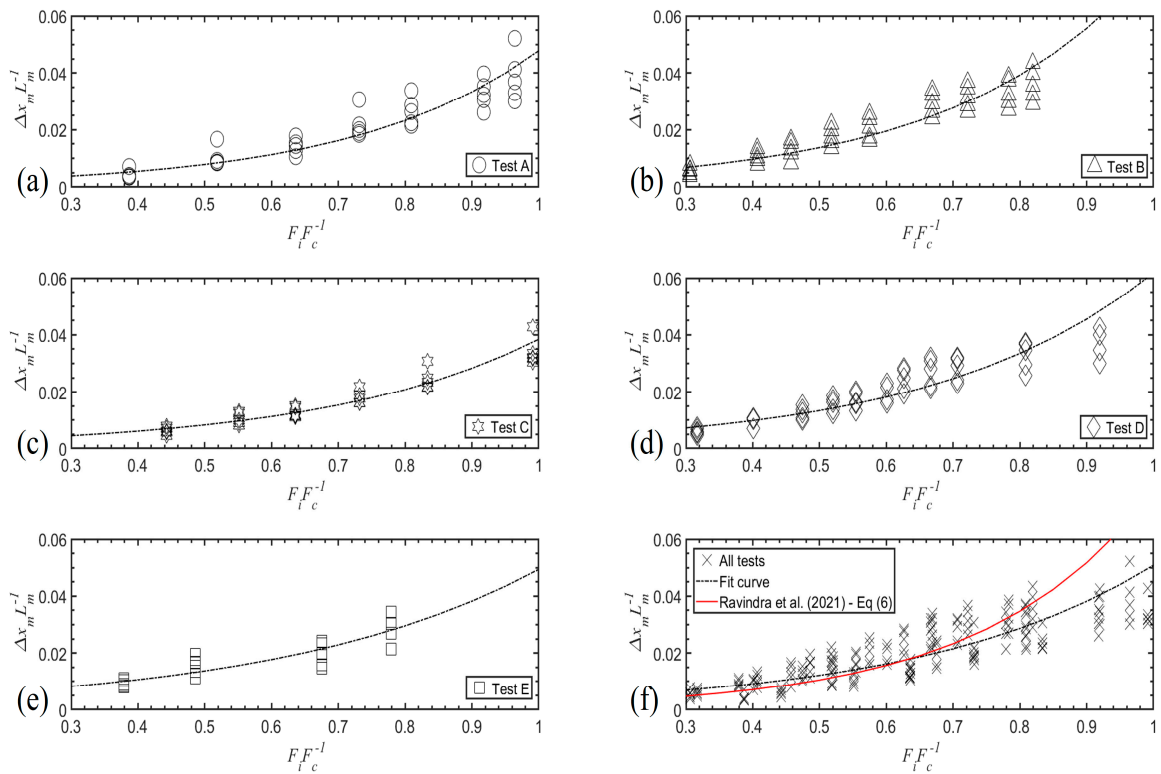 0.06
0.04
0.02
0
Δx_m L_m^-1
(a)
Test A
0.3 0.4 0.5 0.6 0.7 0.8 0.9 1
F_i F_c^-1
0.06
0.04
0.02
0
Δx_m L_m^-1
(b)
Test B
0.3 0.4 0.5 0.6 0.7 0.8 0.9 1
F_i F_c^-1
0.06
0.04
0.02
0
Δx_m L_m^-1
(c)
Test C
0.3 0.4 0.5 0.6 0.7 0.8 0.9 1
F_i F_c^-1
0.06
0.04
0.02
0
Δx_m L_m^-1
(d)
Test D
0.3 0.4 0.5 0.6 0.7 0.8 0.9 1
F_i F_c^-1
0.06
0.04
0.02
0
Δx_m L_m^-1
(e)
Test E
0.3 0.4 0.5 0.6 0.7 0.8 0.9 1
F_i F_c^-1
0.06
0.04
0.02
0
Δx_m L_m^-1
All tests
Fit curve
Ravindra et al. (2021) - Eq (6)
(f)
0.3 0.4 0.5 0.6 0.7 0.8 0.9 1
F_i F_c^-1